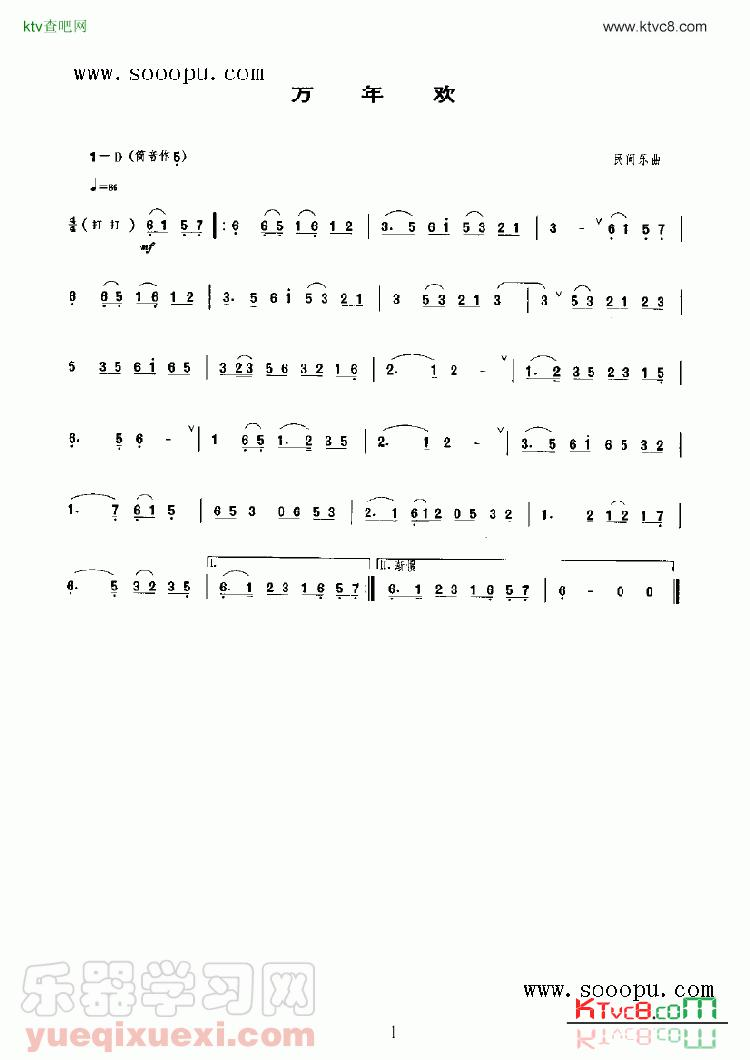 ktv查吧网 www.ktvc8.com
www.sooopu.com
万 年 欢
1=D(筒音作5) 民间乐曲
♩=86
4/4 (打 打) 6 1 5 7 ‖: 6 6 5 1 6 1 2 | 3. 5 6 i 5 3 2 1 | 3 - ∨ 6 1 5 7 |
6 6 5 1 6 1 2 | 3. 5 6 i 5 3 2 1 | 3 5 3 2 1 3 | 3 ∨ 5 3 2 1 2 3 |
5 3 5 6 i 6 5 | 3 2 3 5 6 3 2 1 6 | 2. 1 2 - ∨ | 1. 2 3 5 2 3 1 5 |
6. 5 6 - ∨ | 1 6 5 1. 2 3 5 | 2. 1 2 - ∨ | 3. 5 6 i 6 5 3 2 |
1. 7 6 1 5 | 6 5 3 0 6 5 3 | 2. 1 6 1 2 0 5 3 2 | 1. 2 1 2 1 7 |
6. 5 3 2 3 5 | I. 6. 1 2 3 1 6 5 7 :‖ II. 渐慢 6. 1 2 3 1 6 5 7 | 6 - 0 0 ‖
乐器学习网
yueqixuexi.com
www.sooopu.com
KTvc8.com
1